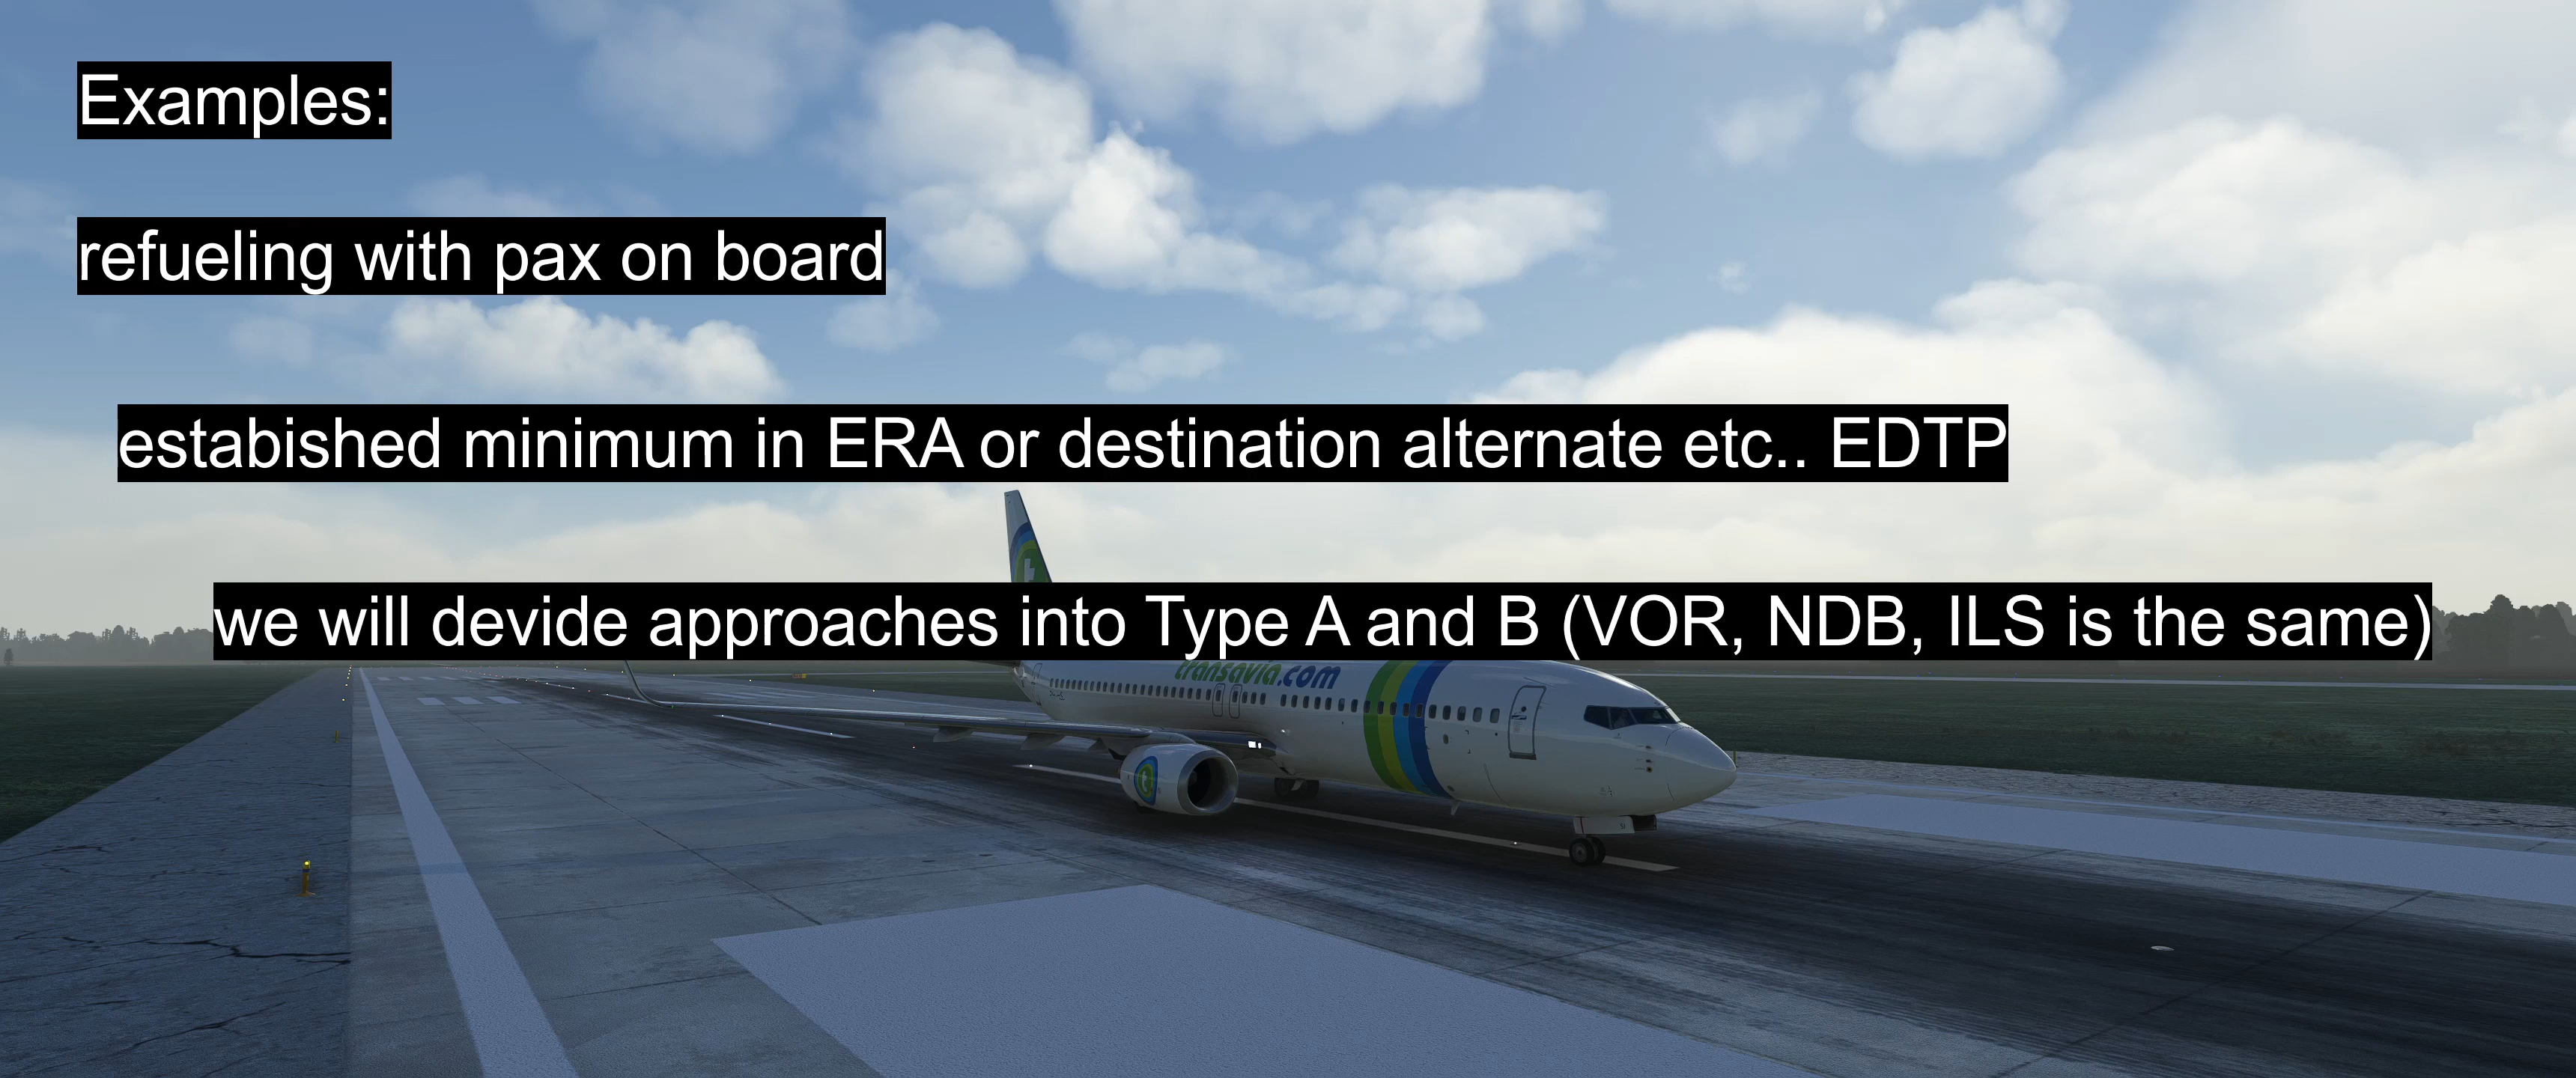 Examples:
refueling with pax on board
estabished minimum in ERA or destination alternate etc.. EDTP
we will devide approaches into Type A and B (VOR, NDB, ILS is the same)
transavia.com